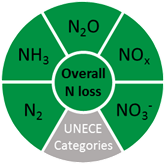 N₂O
NH₃
NOₓ
Overall
N loss
N₂
NO₃⁻
UNECE
Categories